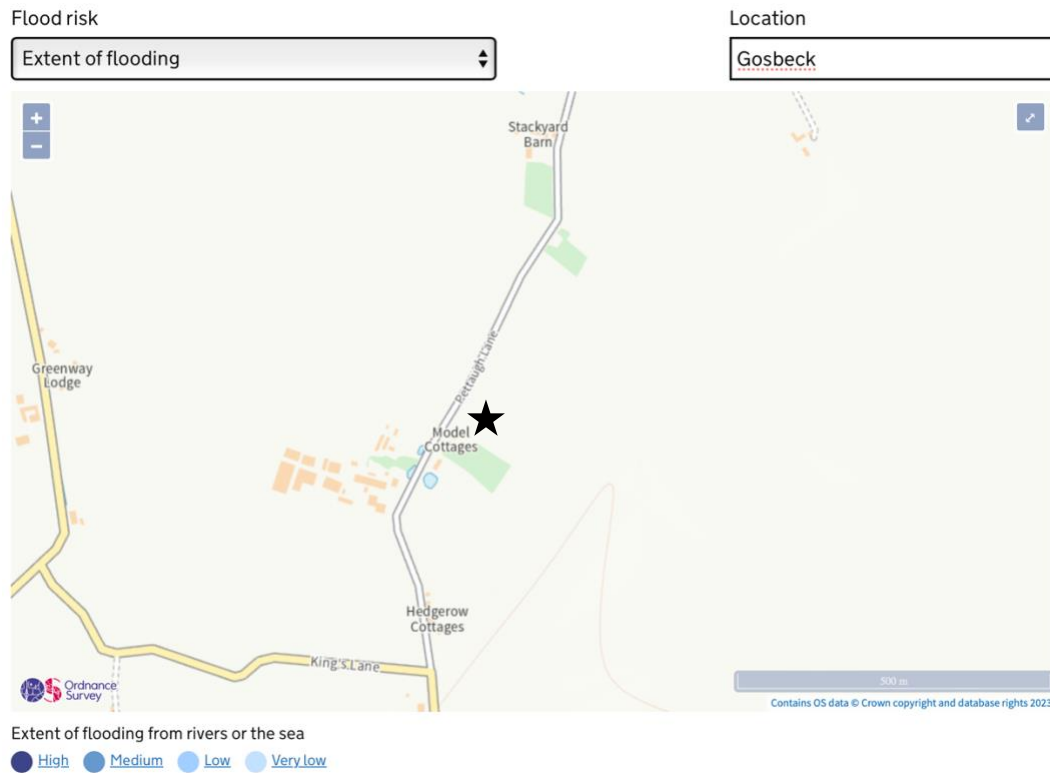 Flood risk
Location
Extent of flooding
Gosbeck
+
−
Stackyard
Barn
Pettaugh Lane
Greenway
Lodge
Model
Cottages
Hedgerow
Cottages
King's Lane
500 m
Ordnance
Survey
Contains OS data © Crown copyright and database rights 2023
Extent of flooding from rivers or the sea
High
Medium
Low
Very low